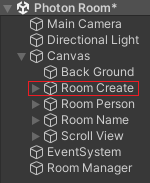 Photon Room*
Main Camera
Directional Light
Canvas
Back Ground
Room Create
Room Person
Room Name
Scroll View
EventSystem
Room Manager